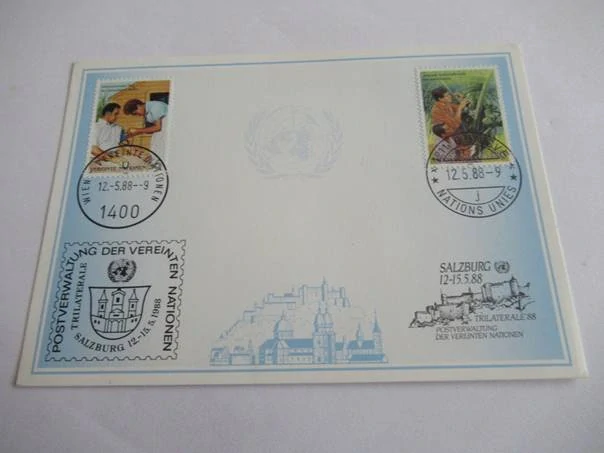 WIEN - VEREINTE NATIONEN
12.-5.88--9
1400
12.5.88-9
j
NATIONS UNIES
POSTVERWALTUNG DER VEREINTEN NATIONEN
TRILATERALE
SALZBURG 12.-15.5.1988
SALZBURG
12-15.5.88
TRILATERALE '88
POSTVERWALTUNG
DER VEREINTEN NATIONEN